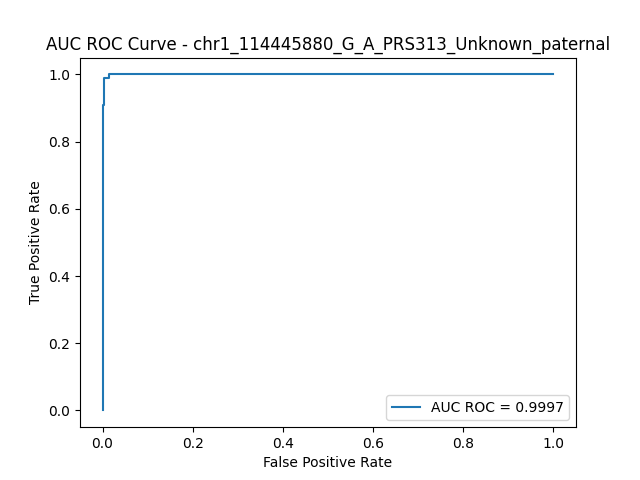 AUC ROC Curve - chr1_114445880_G_A_PRS313_Unknown_paternal
1.0
0.8
0.6
0.4
0.2
0.0
True Positive Rate
AUC ROC = 0.9997
0.0 0.2 0.4 0.6 0.8 1.0
False Positive Rate